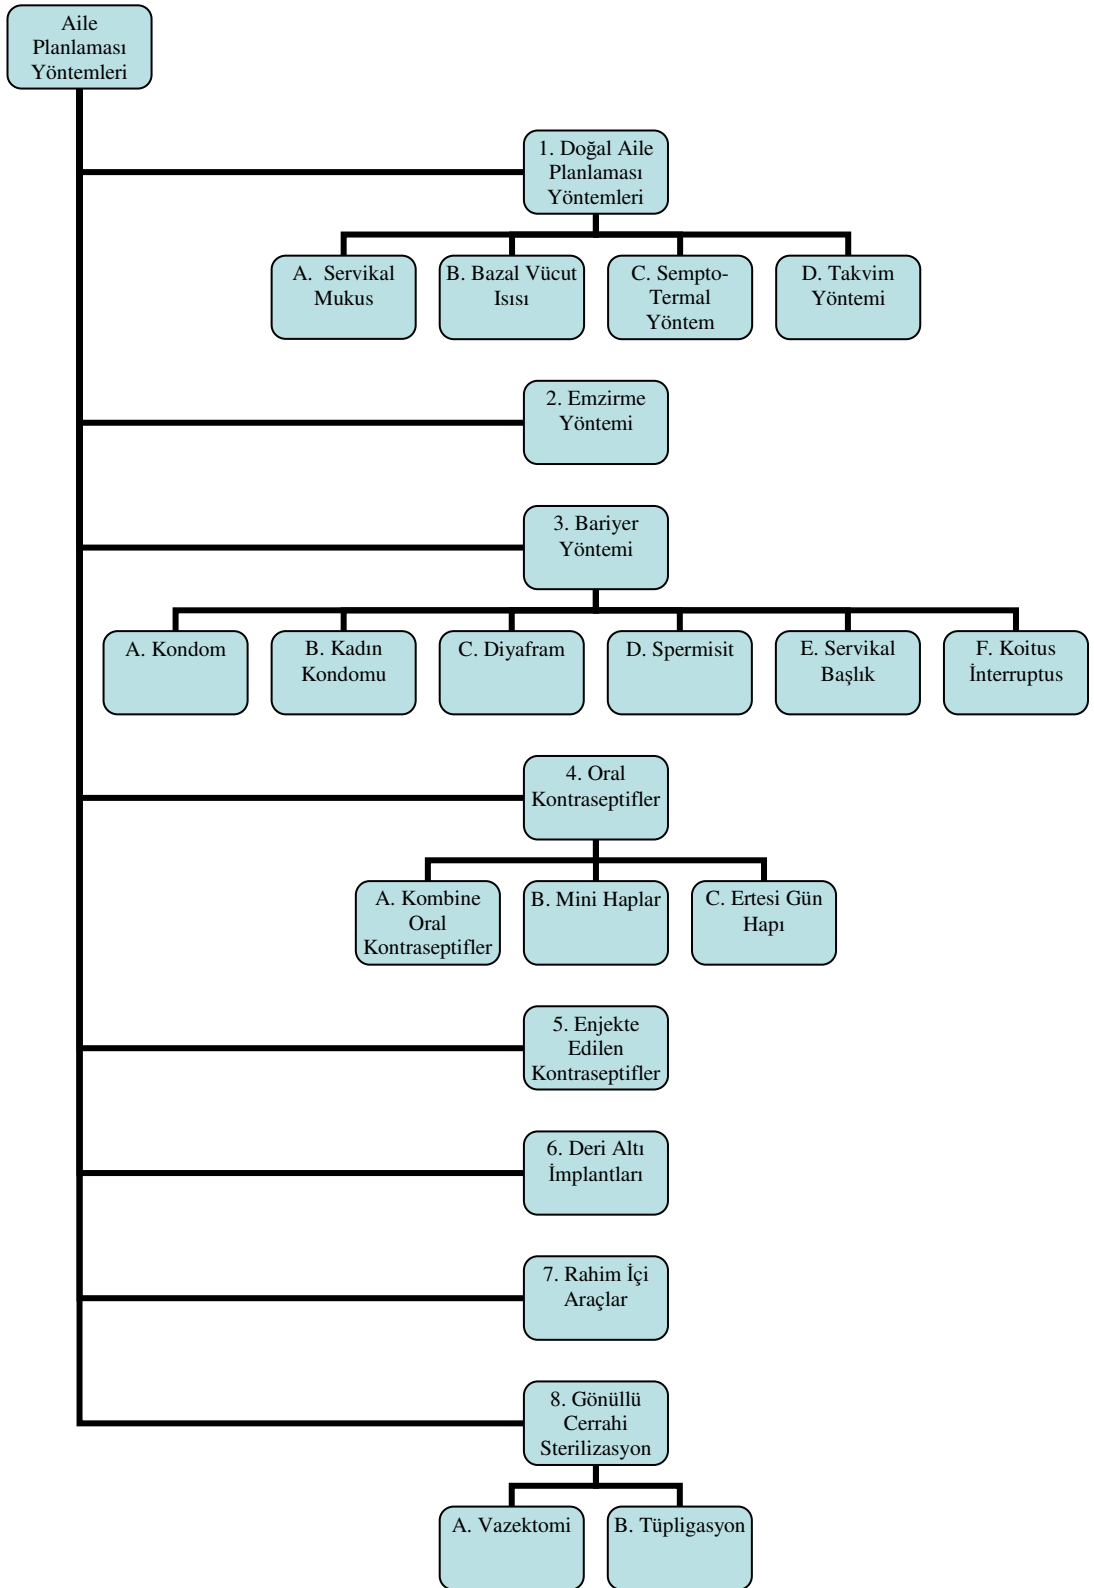 Aile
Planlaması
Yöntemleri
1. Doğal Aile
Planlaması
Yöntemleri
A. Servikal
Mukus
B. Bazal Vücut
Isısı
C. Sempto-
Termal
Yöntem
D. Takvim
Yöntemi
2. Emzirme
Yöntemi
3. Bariyer
Yöntemi
A. Kondom
B. Kadın
Kondomu
C. Diyafram
D. Spermisit
E. Servikal
Başlık
F. Koitus
İnterruptus
4. Oral
Kontraseptifler
A. Kombine
Oral
Kontraseptifler
B. Mini Haplar
C. Ertesi Gün
Hapı
5. Enjekte
Edilen
Kontraseptifler
6. Deri Altı
İmplantları
7. Rahim İçi
Araçlar
8. Gönüllü
Cerrahi
Sterilizasyon
A. Vazektomi
B. Tüpligasyon